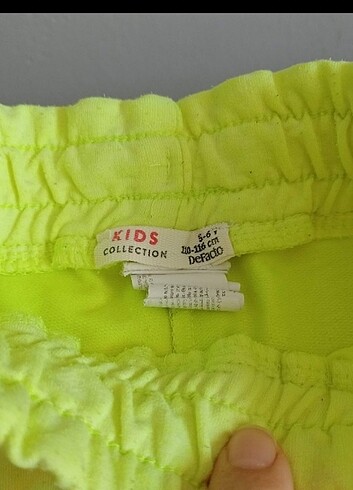 KIDS
COLLECTION
5-6 Y
110-116 cm
DeFacto